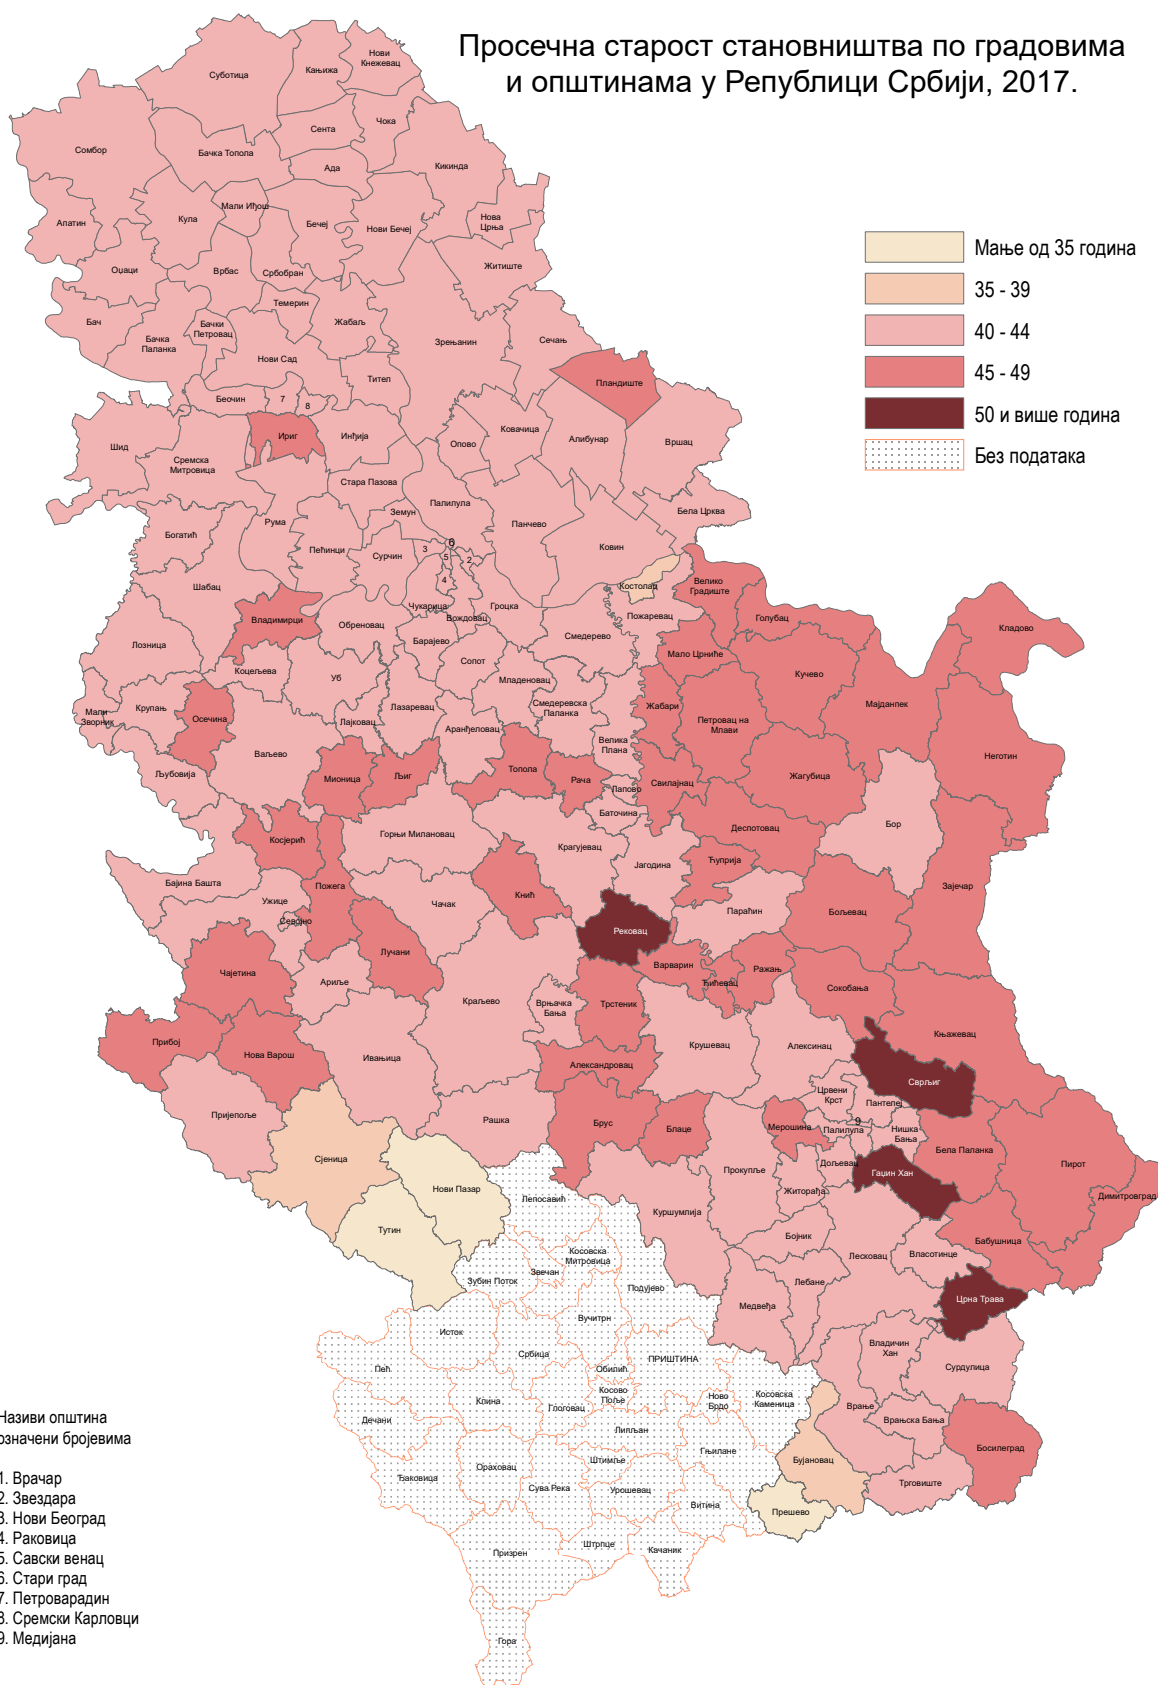 Просечна старост становништва по градовима
и општинама у Републици Србији, 2017.
Мање од 35 година
35 - 39
40 - 44
45 - 49
50 и више година
Без података
Суботица
Кањижа
Нови
Кнежевац
Сомбор
Бачка Топола
Сента
Чока
Ада
Кикинда
Апатин
Кула
Мали Иђош
Бечеј
Нови Бечеј
Нова
Црња
Оџаци
Врбас
Србобран
Житиште
Бач
Бачка
Паланка
Бачки
Петровац
Темерин
Жабаљ
Зрењанин
Сечањ
Нови Сад
Тител
Пландиште
Беочин
7
8
Шид
Сремска
Митровица
Ириг
Инђија
Опово
Ковачица
Алибунар
Вршац
Стара Пазова
Палилула
Земун
Панчево
Бела Црква
Богатић
Рума
Пећинци
Сурчин
3
6
5
2
4
Ковин
Костолац
Шабац
Владимирци
Обреновац
Чукарица
Вождовац
Гроцка
Смедерево
Пожаревац
Велико
Градиште
Голубац
Кладово
Лозница
Барајево
Сопот
Мало Црниће
Кучево
Мајданпек
Коцељева
Уб
Младеновац
Мали
Зворник
Крупањ
Осечина
Лајковац
Лазаревац
Аранђеловац
Смедеревска
Паланка
Велика
Плана
Жабари
Петровац на
Млави
Неготин
Љубовија
Ваљево
Мионица
Љиг
Топола
Рача
Лапово
Свилајнац
Жагубица
Баточина
Косјерић
Горњи Милановац
Крагујевац
Јагодина
Деспотовац
Бор
Бајина Башта
Пожега
Чачак
Кнић
Ћуприја
Зајечар
Ужице
Севојно
Параћин
Бољевац
Рековац
Чајетина
Ариље
Лучани
Краљево
Врњачка
Бања
Трстеник
Варварин
Ћићевац
Ражањ
Сокобања
Прибој
Нова Варош
Ивањица
Александровац
Крушевац
Алексинац
Књажевац
Сврљиг
Пријепоље
Рашка
Брус
Блаце
Мерошина
Црвени
Крст
Пантелеј
9
Палилула
Нишка
Бања
Бела Паланка
Пирот
Сјеница
Нови Пазар
Тутин
Лепосавић
Куршумлија
Прокупље
Дољевац
Житорађа
Гаџин Хан
Димитровград
Бојник
Лесковац
Власотинце
Бабушница
Зубин Поток
Звечан
Косовска
Митровица
Подујево
Медвеђа
Лебане
Црна Трава
Исток
Вучитрн
Србица
Обилић
ПРИШТИНА
Владичин
Хан
Сурдулица
Пећ
Клина
Глоговац
Косово
Поље
Ново
Брдо
Косовска
Каменица
Врање
Врањска Бања
Дечани
Липљан
Гњилане
Бујановац
Босилеград
Ђаковица
Ораховац
Штимље
Сува Река
Урошевац
Витина
Трговиште
Прешево
Призрен
Штрпце
Качаник
Гора
Називи општина
означени бројевима
1. Врачар
2. Звездара
3. Нови Београд
4. Раковица
5. Савски венац
6. Стари град
7. Петроварадин
8. Сремски Карловци
9. Медијана